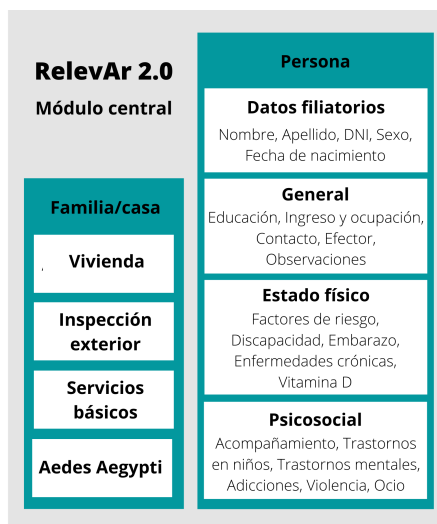 RelevAr 2.0
Módulo central
Familia/casa
Vivienda
Inspección
exterior
Servicios
básicos
Aedes Aegypti
Persona
Datos filiatorios
Nombre, Apellido, DNI, Sexo,
Fecha de nacimiento
General
Educación, Ingreso y ocupación,
Contacto, Efector,
Observaciones
Estado físico
Factores de riesgo,
Discapacidad, Embarazo,
Enfermedades crónicas,
Vitamina D
Psicosocial
Acompañamiento, Trastornos
en niños, Trastornos mentales,
Adicciones, Violencia, Ocio